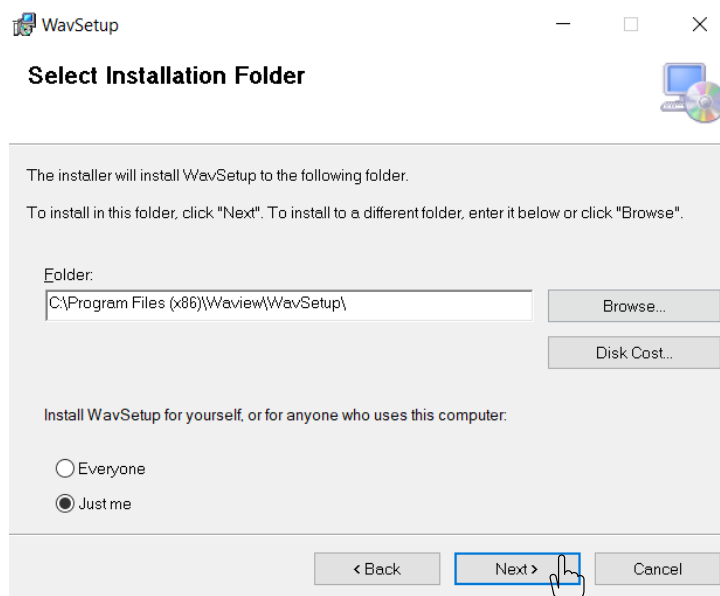 WavSetup
Select Installation Folder
The installer will install WavSetup to the following folder.
To install in this folder, click "Next". To install to a different folder, enter it below or click "Browse".
Folder:
C:\Program Files (x86)\Waview\WavSetup\
Browse...
Disk Cost...
Install WavSetup for yourself, or for anyone who uses this computer:
Everyone
Just me
< Back
Next >
Cancel